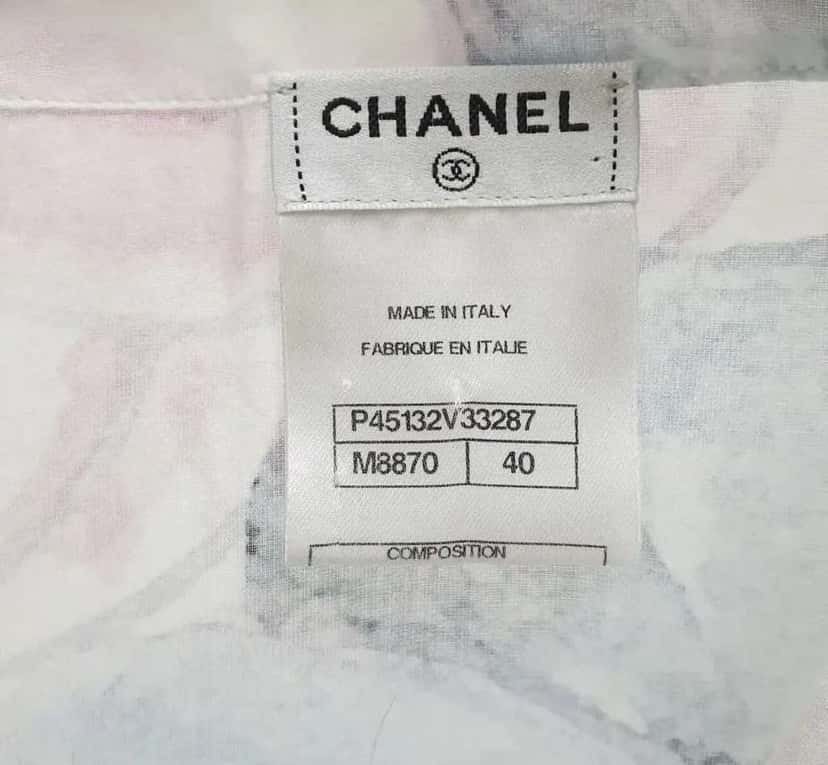 CHANEL
MADE IN ITALY
FABRIQUE EN ITALIE
P45132V33287
M8870 40
COMPOSITION